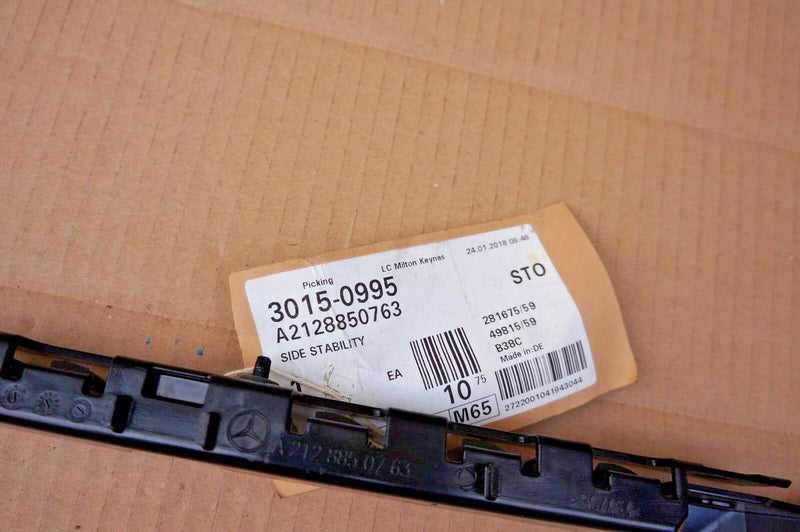 Picking
LC Milton Keynes
24.01.2018 09:46
3015-0995
STO
A2128850763
SIDE STABILITY
281675/59
49815/59
B38C
Made in:DE
EA
10 75
M65
2722001041943044
A 212 885 07 63